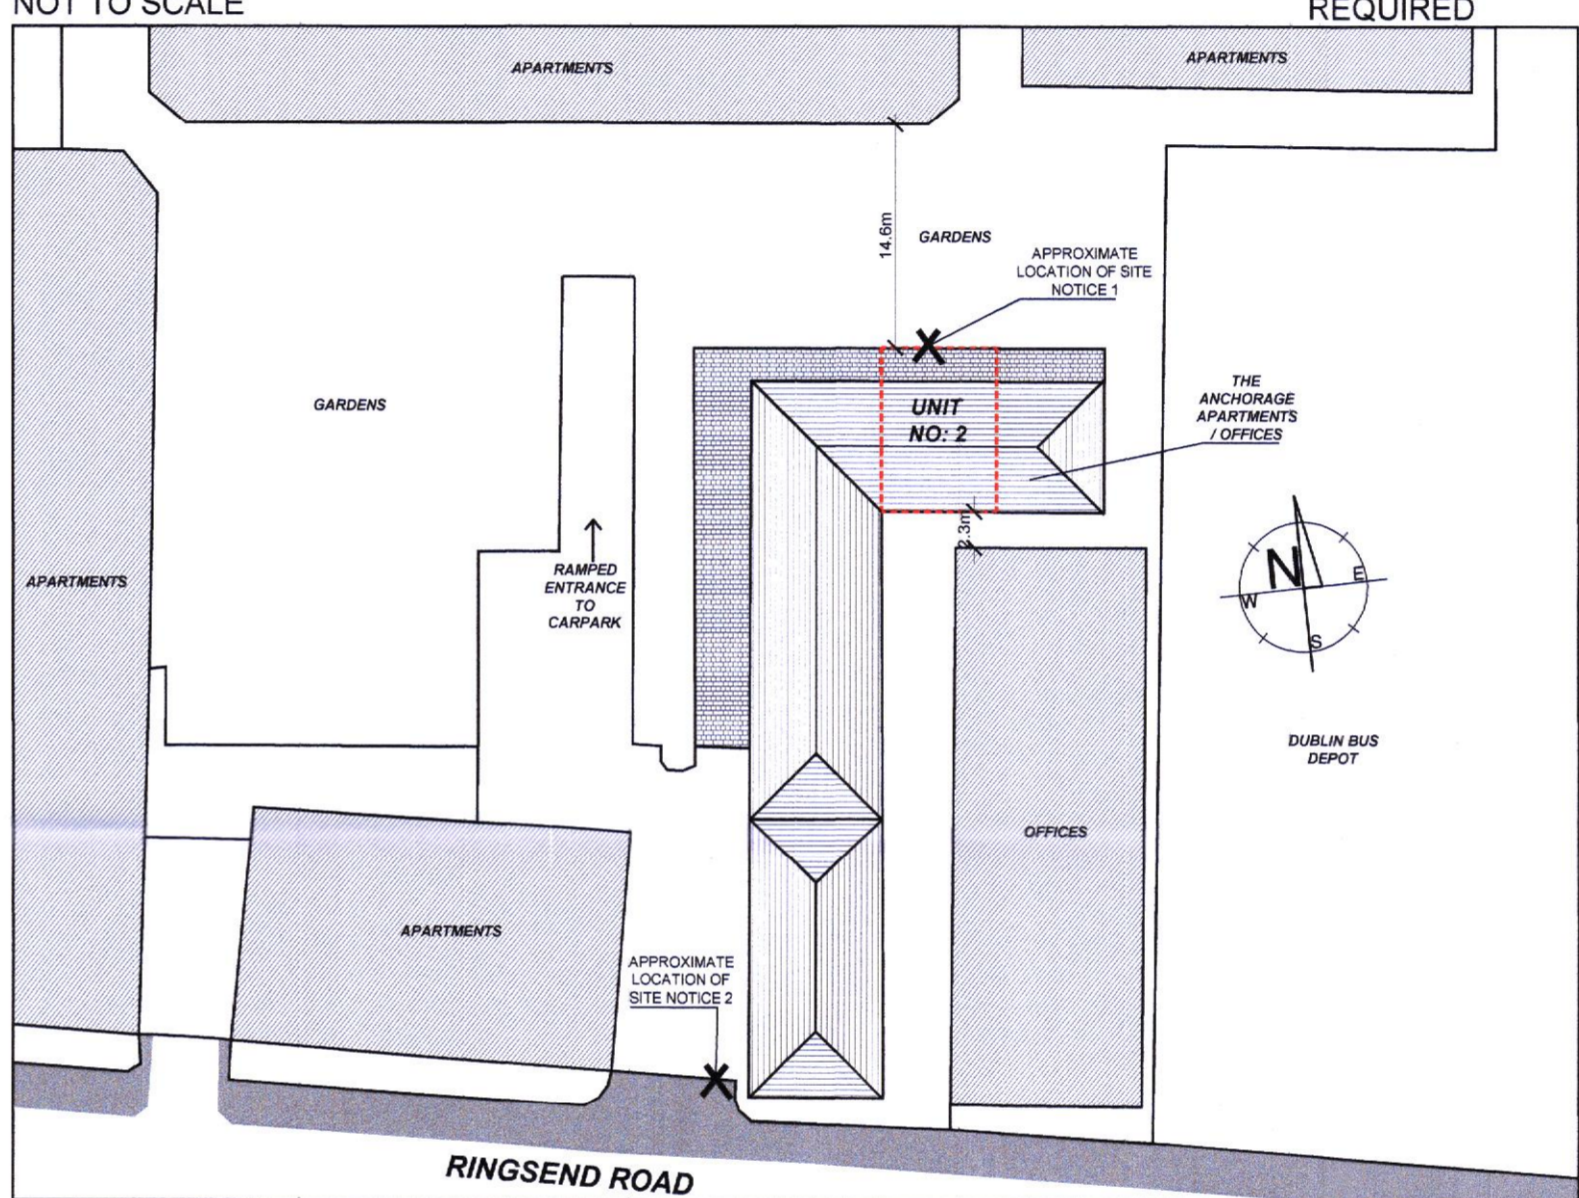 NOT TO SCALE
REQUIRED
APARTMENTS
APARTMENTS
14.6m
GARDENS
APPROXIMATE
LOCATION OF SITE
NOTICE 1
THE
ANCHORAGE
APARTMENTS
/ OFFICES
UNIT
NO: 2
GARDENS
2.3m
N
E
W
S
APARTMENTS
RAMPED
ENTRANCE
TO
CARPARK
DUBLIN BUS
DEPOT
OFFICES
APARTMENTS
APPROXIMATE
LOCATION OF
SITE NOTICE 2
RINGSEND ROAD